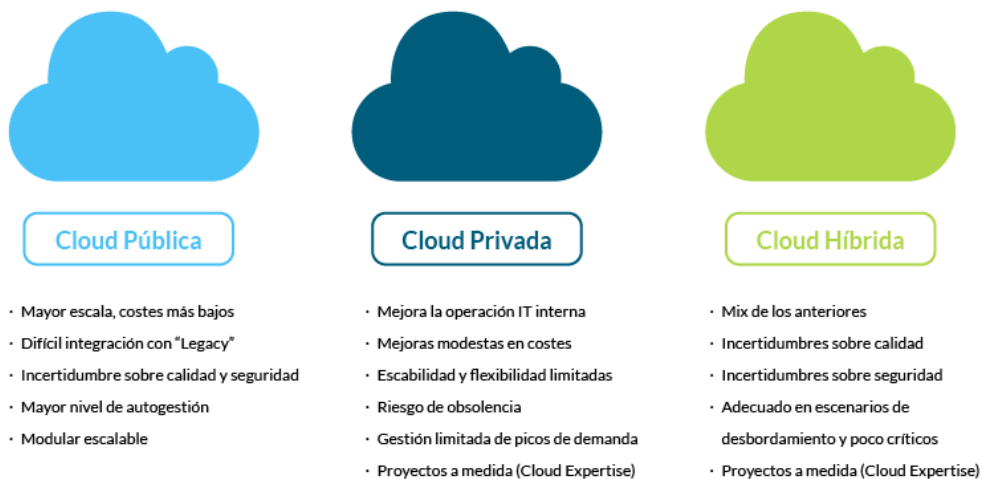 Cloud Pública
· Mayor escala, costes más bajos
· Difícil integración con “Legacy”
· Incertidumbre sobre calidad y seguridad
· Mayor nivel de autogestión
· Modular escalable
Cloud Privada
· Mejora la operación IT interna
· Mejoras modestas en costes
· Escabilidad y flexibilidad limitadas
· Riesgo de obsolencia
· Gestión limitada de picos de demanda
· Proyectos a medida (Cloud Expertise)
Cloud Híbrida
· Mix de los anteriores
· Incertidumbres sobre calidad
· Incertidumbres sobre seguridad
· Adecuado en escenarios de
desbordamiento y poco críticos
· Proyectos a medida (Cloud Expertise)